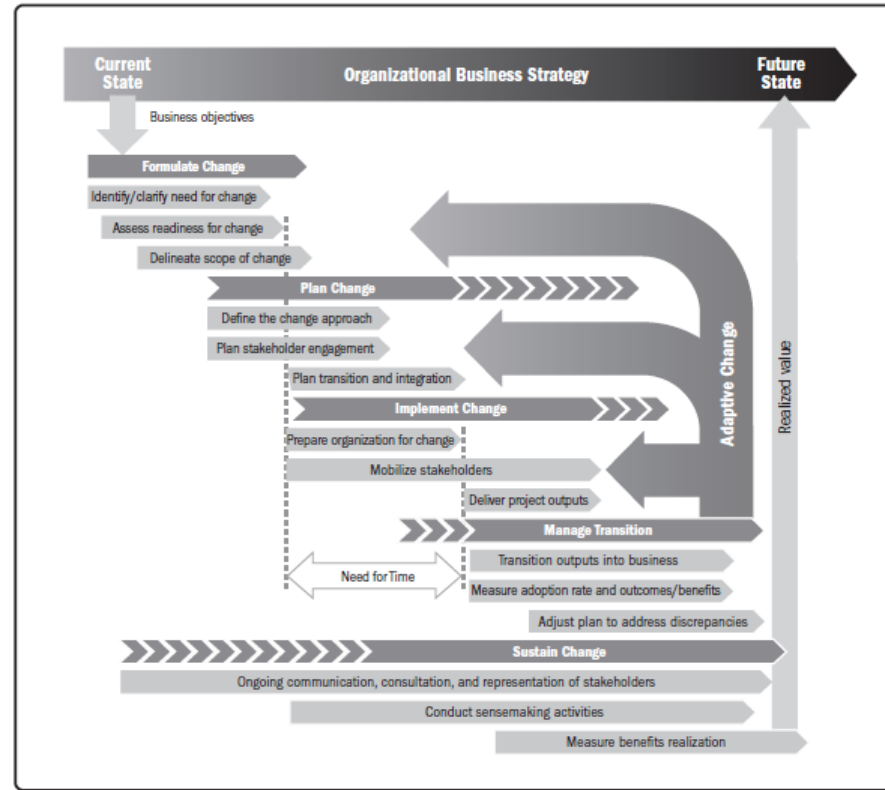 Current
State
Organizational Business Strategy
Future
State
Business objectives
Formulate Change
Identify/clarify need for change
Assess readiness for change
Delineate scope of change
Plan Change
Define the change approach
Plan stakeholder engagement
Plan transition and integration
Implement Change
Prepare organization for change
Mobilize stakeholders
Deliver project outputs
Manage Transition
Transition outputs into business
Need for Time
Measure adoption rate and outcomes/benefits
Adjust plan to address discrepancies
Sustain Change
Ongoing communication, consultation, and representation of stakeholders
Conduct sensemaking activities
Measure benefits realization
Adaptive Change
Realized value